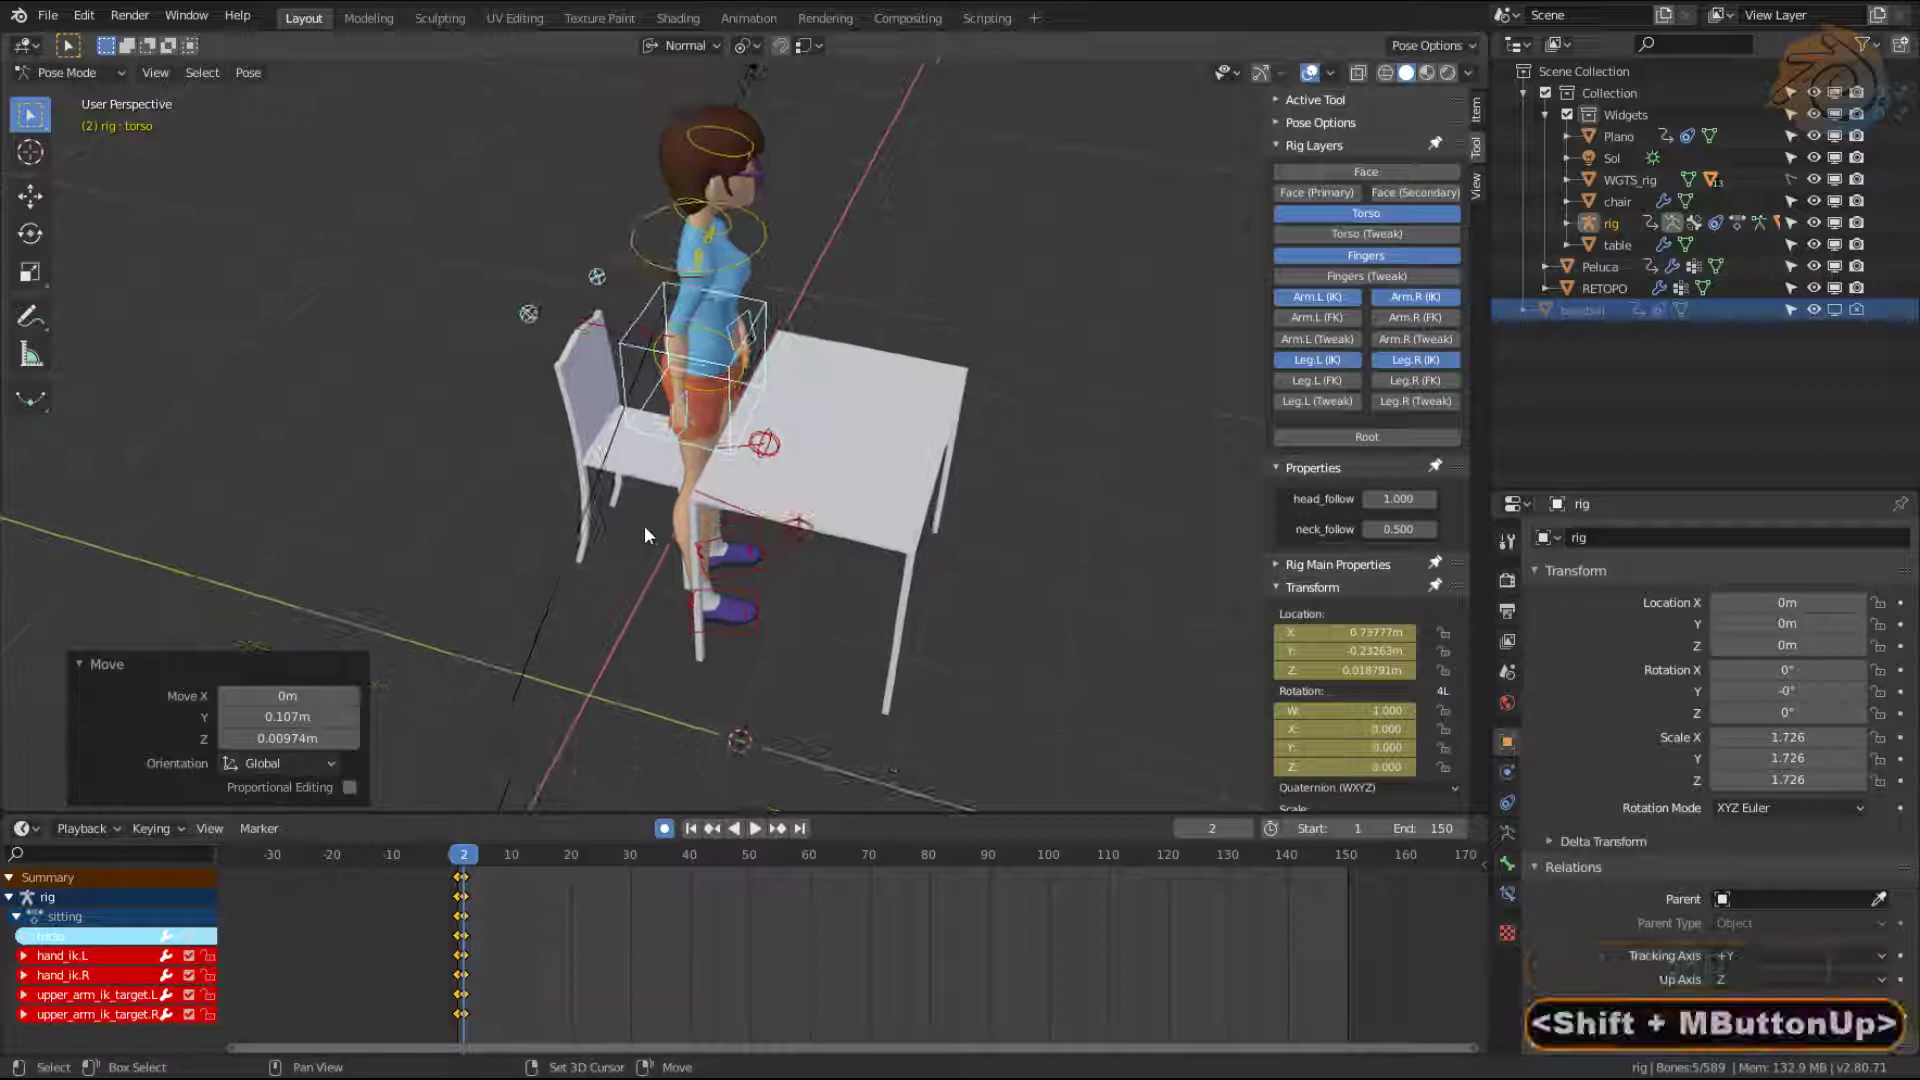 File Edit Render Window Help Layout Modeling Sculpting UV Editing Texture Paint Shading Animation Rendering Compositing Scripting + Scene View Layer
Normal Pose Options
Pose Mode View Select Pose
User Perspective
(2) rig : torso
Scene Collection
Collection
Widgets
Plano
Sol
WGTS_rig 13
chair
rig
table
Peluca
RETOPO
Item
Tool
View
Active Tool
Pose Options
Rig Layers
Face
Face (Primary) Face (Secondary)
Torso
Torso (Tweak)
Fingers
Fingers (Tweak)
Arm.L (IK) Arm.R (IK)
Arm.L (FK) Arm.R (FK)
Arm.L (Tweak) Arm.R (Tweak)
Leg.L (IK) Leg.R (IK)
Leg.L (FK) Leg.R (FK)
Leg.L (Tweak) Leg.R (Tweak)
Root
Properties
head_follow 1.000
neck_follow 0.500
Rig Main Properties
Transform
Location:
X: 0.73777m
Y: -0.23263m
Z: 0.018791m
Rotation: 4L
W: 1.000
X: 0.000
Y: 0.000
Z: 0.000
Quaternion (WXYZ)
Scale:
rig
rig
Transform
Location X 0m
Y 0m
Z 0m
Rotation X 0°
Y -0°
Z 0°
Scale X 1.726
Y 1.726
Z 1.726
Rotation Mode XYZ Euler
Delta Transform
Relations
Parent
Parent Type Object
Tracking Axis +Y
Up Axis Z
<Shift + MButtonUp>
Move
Move X 0m
Y 0.107m
Z 0.00974m
Orientation Global
Proportional Editing
Playback Keying View Marker 2 Start: 1 End: 150
-30 -20 -10 2 10 20 30 40 50 60 70 80 90 100 110 120 130 140 150 160 170
Summary
rig
sitting
hand_ik.L
hand_ik.R
upper_arm_ik_target.L
upper_arm_ik_target.R
Select Box Select Pan View Set 3D Cursor Move rig | Bones:5/589 | Mem: 132.9 MB | v2.80.71